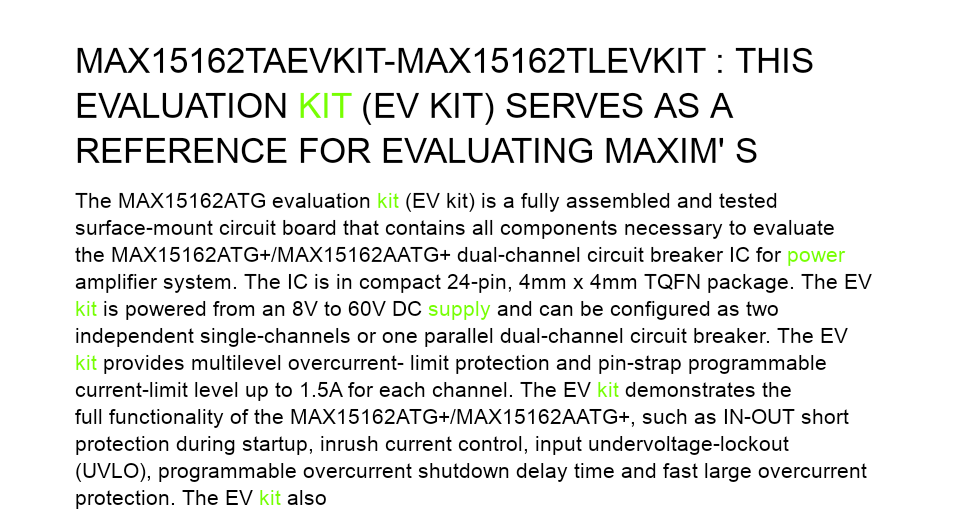 MAX15162TAEVKIT-MAX15162TLEVKIT : THIS
EVALUATION KIT (EV KIT) SERVES AS A
REFERENCE FOR EVALUATING MAXIM' S
The MAX15162ATG evaluation kit (EV kit) is a fully assembled and tested
surface-mount circuit board that contains all components necessary to evaluate
the MAX15162ATG+/MAX15162AATG+ dual-channel circuit breaker IC for power
amplifier system. The IC is in compact 24-pin, 4mm x 4mm TQFN package. The EV
kit is powered from an 8V to 60V DC supply and can be configured as two
independent single-channels or one parallel dual-channel circuit breaker. The EV
kit provides multilevel overcurrent- limit protection and pin-strap programmable
current-limit level up to 1.5A for each channel. The EV kit demonstrates the
full functionality of the MAX15162ATG+/MAX15162AATG+, such as IN-OUT short
protection during startup, inrush current control, input undervoltage-lockout
(UVLO), programmable overcurrent shutdown delay time and fast large overcurrent
protection. The EV kit also